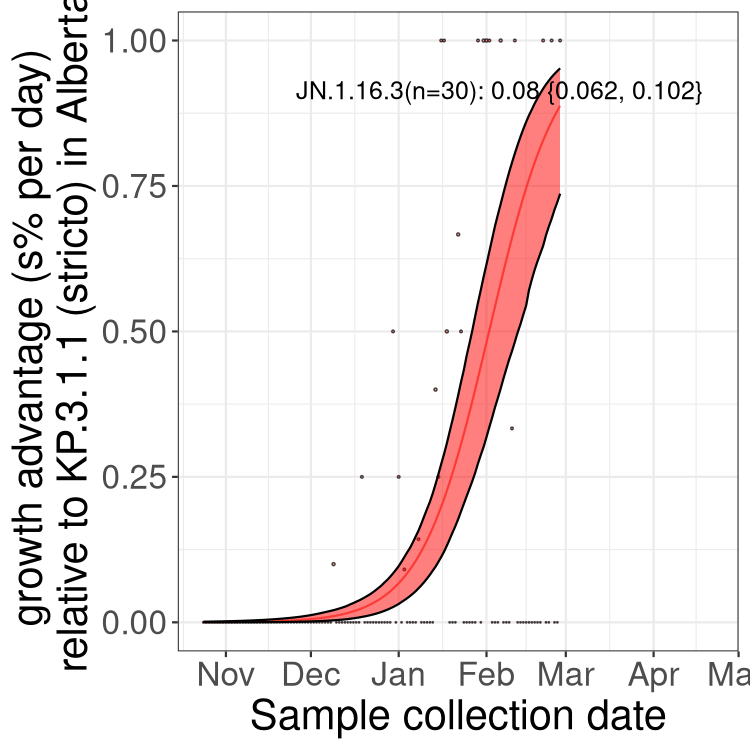 growth advantage (s% per day)
relative to KP.3.1.1 (stricto) in Alberta
1.00
0.75
0.50
0.25
0.00
JN.1.16.3(n=30): 0.08 {0.062, 0.102}
Nov Dec Jan Feb Mar Apr Ma
Sample collection date